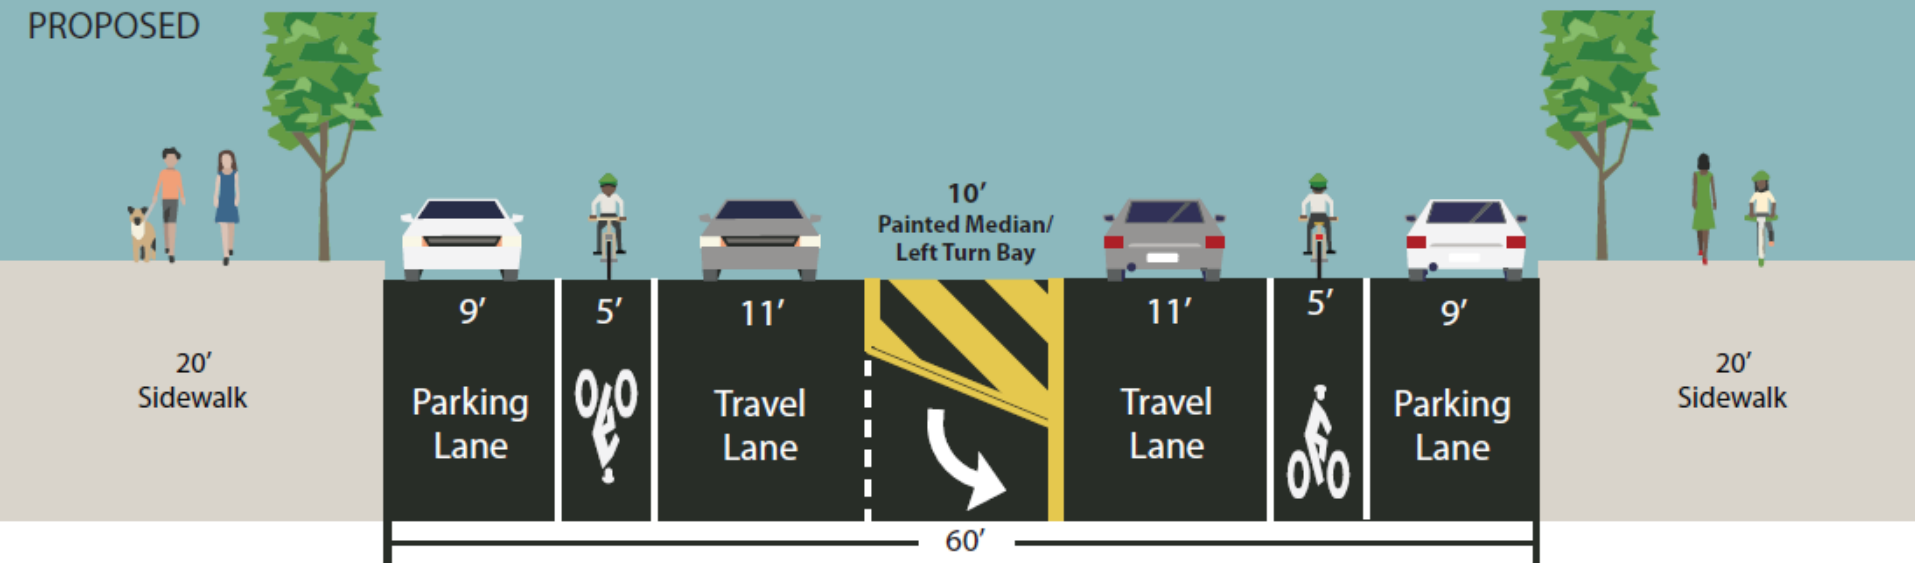 PROPOSED
10′
Painted Median/
Left Turn Bay
9′
5′
11′
11′
5′
9′
20′
Sidewalk
Parking
Lane
Travel
Lane
Travel
Lane
Parking
Lane
20′
Sidewalk
60′